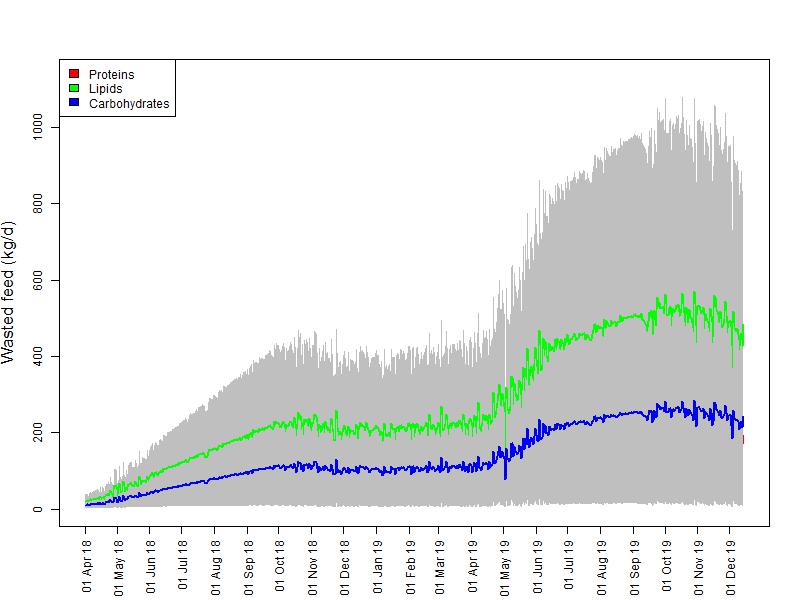 Proteins
Lipids
Carbohydrates
Wasted feed (kg/d)
1000
800
600
400
200
0
01 Apr 18
01 May 18
01 Jun 18
01 Jul 18
01 Aug 18
01 Sep 18
01 Oct 18
01 Nov 18
01 Dec 18
01 Jan 19
01 Feb 19
01 Mar 19
01 Apr 19
01 May 19
01 Jun 19
01 Jul 19
01 Aug 19
01 Sep 19
01 Oct 19
01 Nov 19
01 Dec 19